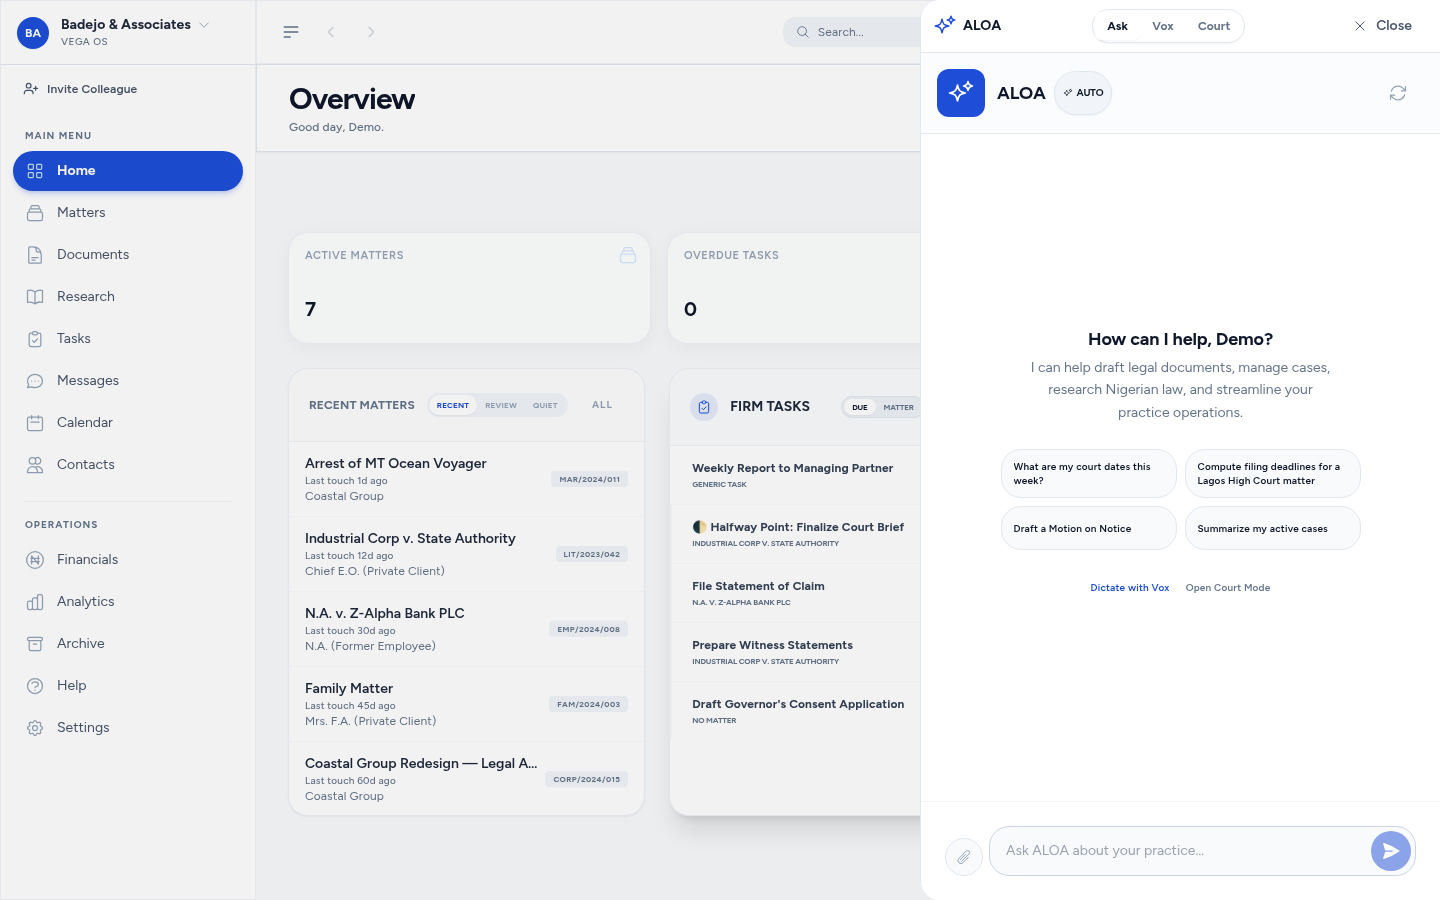 BA
Badejo & Associates
VEGA OS
Invite Colleague
MAIN MENU
Home
Matters
Documents
Research
Tasks
Messages
Calendar
Contacts
OPERATIONS
Financials
Analytics
Archive
Help
Settings
Search...
Overview
Good day, Demo.
ACTIVE MATTERS
7
OVERDUE TASKS
0
RECENT MATTERS
RECENT
REVIEW
QUIET
ALL
Arrest of MT Ocean Voyager
Last touch 1d ago
Coastal Group
MAR/2024/011
Industrial Corp v. State Authority
Last touch 12d ago
Chief E.O. (Private Client)
LIT/2023/042
N.A. v. Z-Alpha Bank PLC
Last touch 30d ago
N.A. (Former Employee)
EMP/2024/008
Family Matter
Last touch 45d ago
Mrs. F.A. (Private Client)
FAM/2024/003
Coastal Group Redesign — Legal A...
Last touch 60d ago
Coastal Group
CORP/2024/015
FIRM TASKS
DUE
MATTER
Weekly Report to Managing Partner
GENERIC TASK
🌓 Halfway Point: Finalize Court Brief
INDUSTRIAL CORP V. STATE AUTHORITY
File Statement of Claim
N.A. V. Z-ALPHA BANK PLC
Prepare Witness Statements
INDUSTRIAL CORP V. STATE AUTHORITY
Draft Governor's Consent Application
NO MATTER
ALOA
Ask
Vox
Court
Close
ALOA
AUTO
How can I help, Demo?
I can help draft legal documents, manage cases,
research Nigerian law, and streamline your
practice operations.
What are my court dates this
week?
Compute filing deadlines for a
Lagos High Court matter
Draft a Motion on Notice
Summarize my active cases
Dictate with Vox
Open Court Mode
Ask ALOA about your practice...